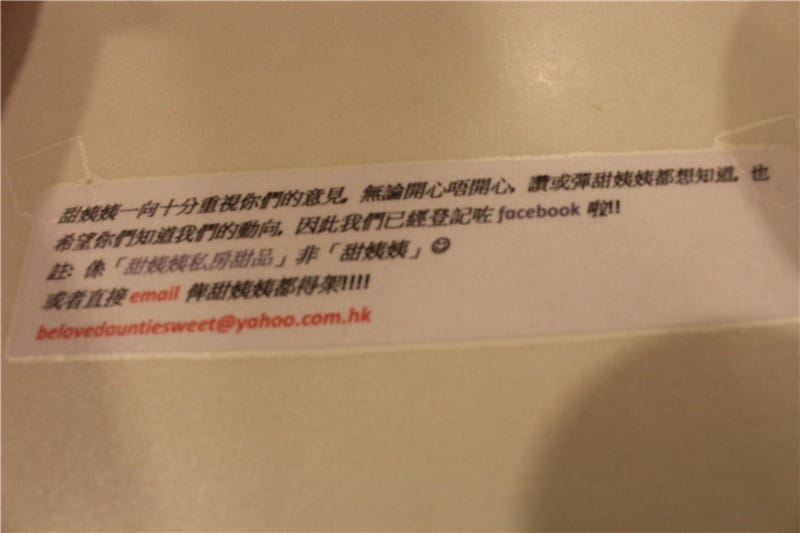 甜姨姨一向十分重視你們的意見, 無論開心唔開心, 讚或彈甜姨姨都想知道, 也
希望你們知道我們的動向, 因此我們已經登記咗 facebook 啦!!
註: 係「甜姨姨私房甜品」非「甜姨姨」☺
或者直接 email 俾甜姨姨都得架!!!!
belovedauntiesweet@yahoo.com.hk